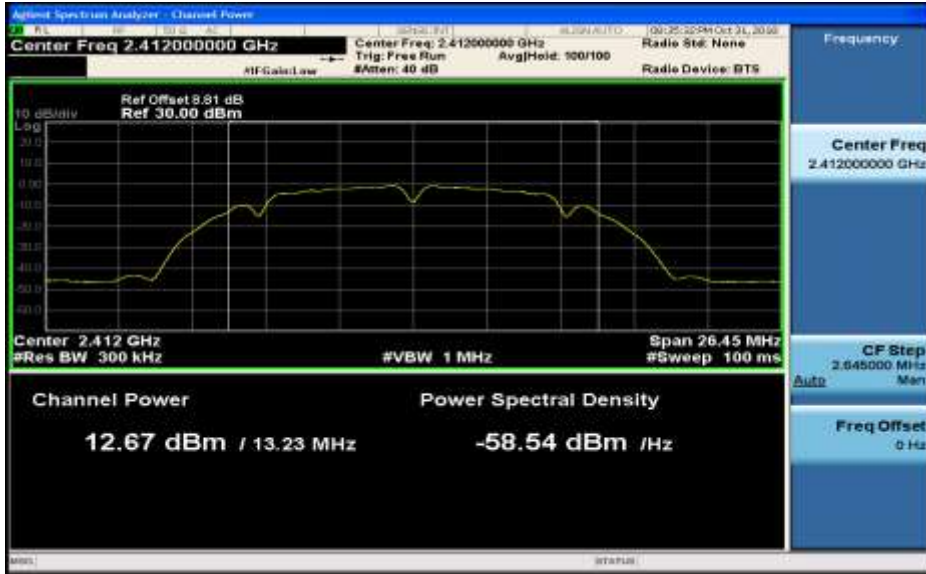 Agilent Spectrum Analyzer - Channel Power
Center Freq 2.412000000 GHz
Center Freq: 2.412000000 GHz
Trig: Free Run Avg|Hold: 100/100
#IFGain:Low #Atten: 40 dB
Radio Std: None
Radio Device: BTS
Ref Offset 8.81 dB
10 dB/div Ref 30.00 dBm
Log
20.0
10.0
0.00
-10.0
-20.0
-30.0
-40.0
-50.0
-60.0
Center 2.412 GHz Span 26.45 MHz
#Res BW 300 kHz #VBW 1 MHz #Sweep 100 ms
Channel Power Power Spectral Density
12.67 dBm / 13.23 MHz -58.54 dBm /Hz
MSG STATUS
Frequency
Center Freq
2.412000000 GHz
CF Step
2.645000 MHz
Auto Man
Freq Offset
0 Hz